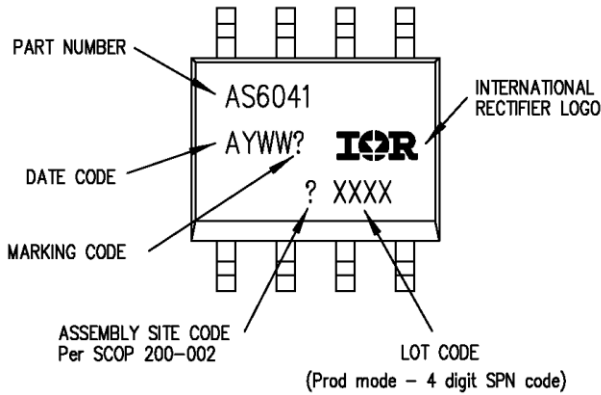 PART NUMBER
AS6041
INTERNATIONAL
RECTIFIER LOGO
AYWW?
IOR
DATE CODE
? XXXX
MARKING CODE
ASSEMBLY SITE CODE
Per SCOP 200-002
LOT CODE
(Prod mode - 4 digit SPN code)